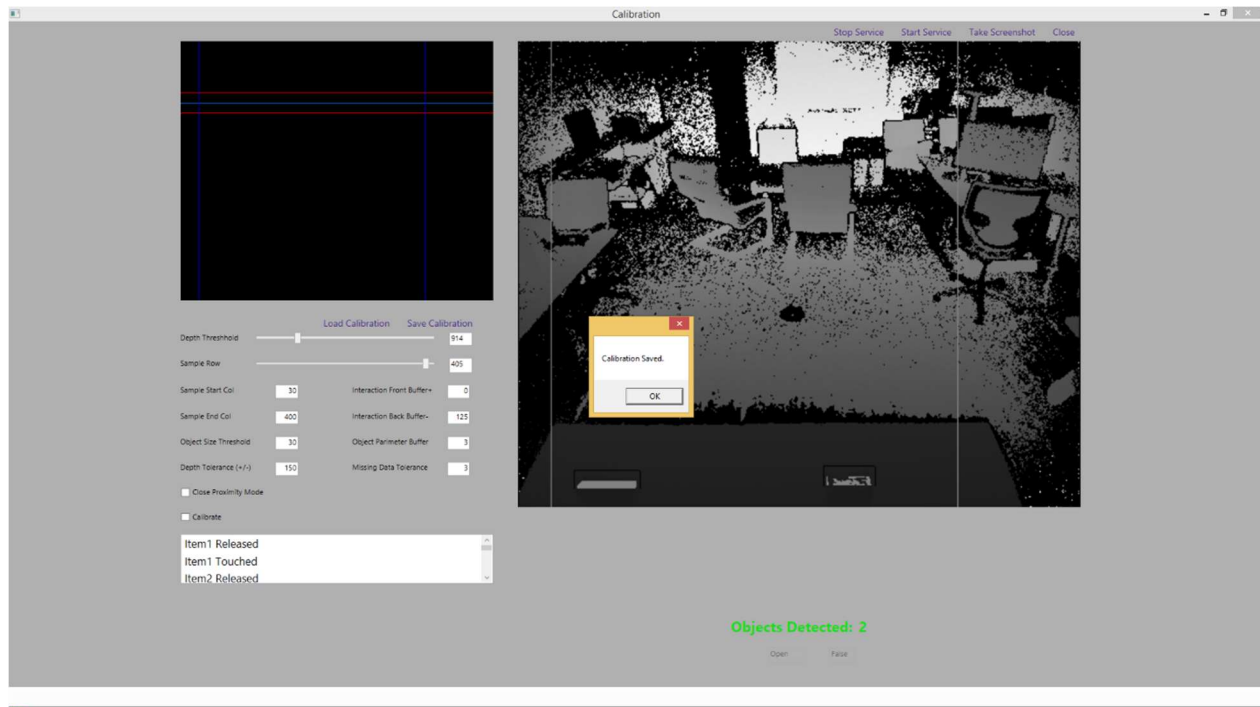 Calibration
Stop Service Start Service Take Screenshot Close
Load Calibration Save Calibration
Depth Threshhold 914
Sample Row 405
Sample Start Col 30 Interaction Front Buffer+ 0
Sample End Col 400 Interaction Back Buffer- 125
Object Size Threshold 30 Object Parimeter Buffer 3
Depth Tolerance (+/-) 150 Missing Data Tolerance 3
Close Proximity Mode
Calibrate
Item1 Released
Item1 Touched
Item2 Released
Calibration Saved.
OK
Objects Detected: 2
Open False